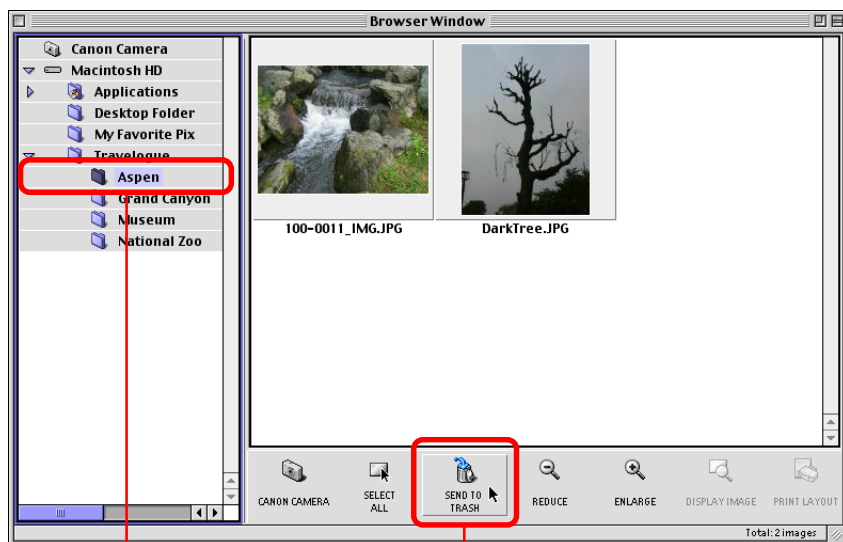 Browser Window
Canon Camera
Macintosh HD
Applications
Desktop Folder
My Favorite Pix
Travelogue
Aspen
Grand Canyon
Museum
National Zoo
100-0011_IMG.JPG
DarkTree.JPG
CANON CAMERA
SELECT ALL
SEND TO TRASH
REDUCE
ENLARGE
DISPLAY IMAGE
PRINT LAYOUT
Total:2 images